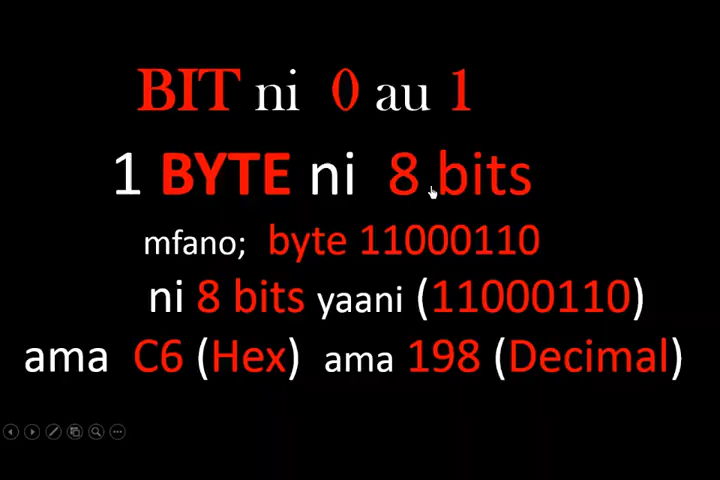 BIT ni 0 au 1
1 BYTE ni 8 bits
mfano; byte 11000110
ni 8 bits yaani (11000110)
ama C6 (Hex) ama 198 (Decimal)